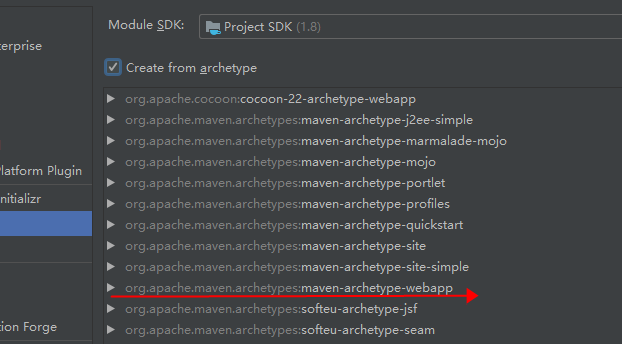 Module SDK:
Project SDK (1.8)
terprise
Create from archetype
org.apache.cocoon:cocoon-22-archetype-webapp
org.apache.maven.archetypes:maven-archetype-j2ee-simple
org.apache.maven.archetypes:maven-archetype-marmalade-mojo
org.apache.maven.archetypes:maven-archetype-mojo
Platform Plugin
org.apache.maven.archetypes:maven-archetype-portlet
nitializr
org.apache.maven.archetypes:maven-archetype-profiles
org.apache.maven.archetypes:maven-archetype-quickstart
org.apache.maven.archetypes:maven-archetype-site
org.apache.maven.archetypes:maven-archetype-site-simple
org.apache.maven.archetypes:maven-archetype-webapp
org.apache.maven.archetypes:softeu-archetype-jsf
tion Forge
org.apache.maven.archetypes:softeu-archetype-seam